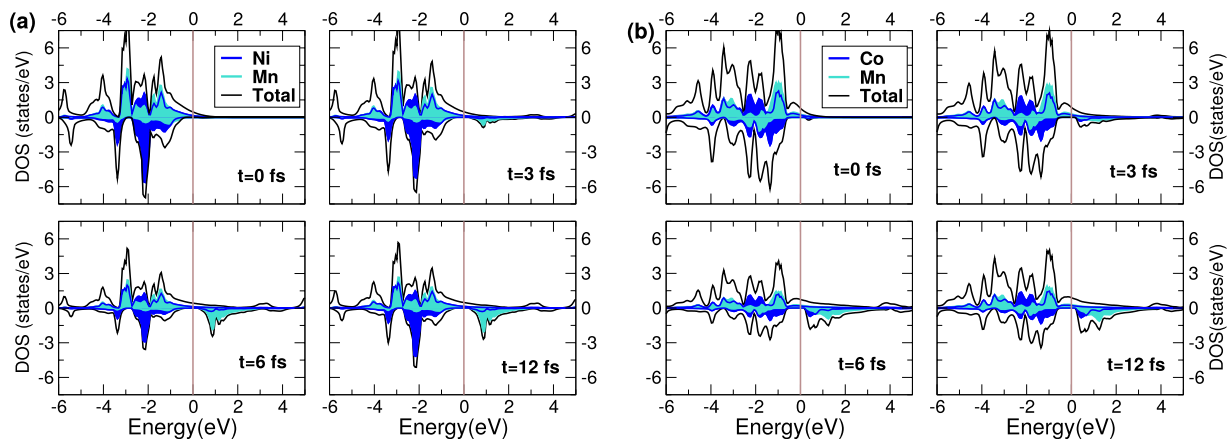 (a)
-6 -4 -2 0 2 4
-6 -4 -2 0 2 4
DOS (states/eV)
6
3
0
-3
-6
Ni
Mn
Total
t=0 fs
t=3 fs
DOS (states/eV)
6
3
0
-3
-6
t=6 fs
t=12 fs
-6 -4 -2 0 2 4
-6 -4 -2 0 2 4
Energy(eV)
Energy(eV)
(b)
-6 -4 -2 0 2 4
-6 -4 -2 0 2 4
Co
Mn
Total
t=0 fs
t=3 fs
6
3
0
-3
-6
DOS(states/eV)
t=6 fs
t=12 fs
6
3
0
-3
-6
DOS(states/eV)
-6 -4 -2 0 2 4
-6 -4 -2 0 2 4
Energy(eV)
Energy(eV)